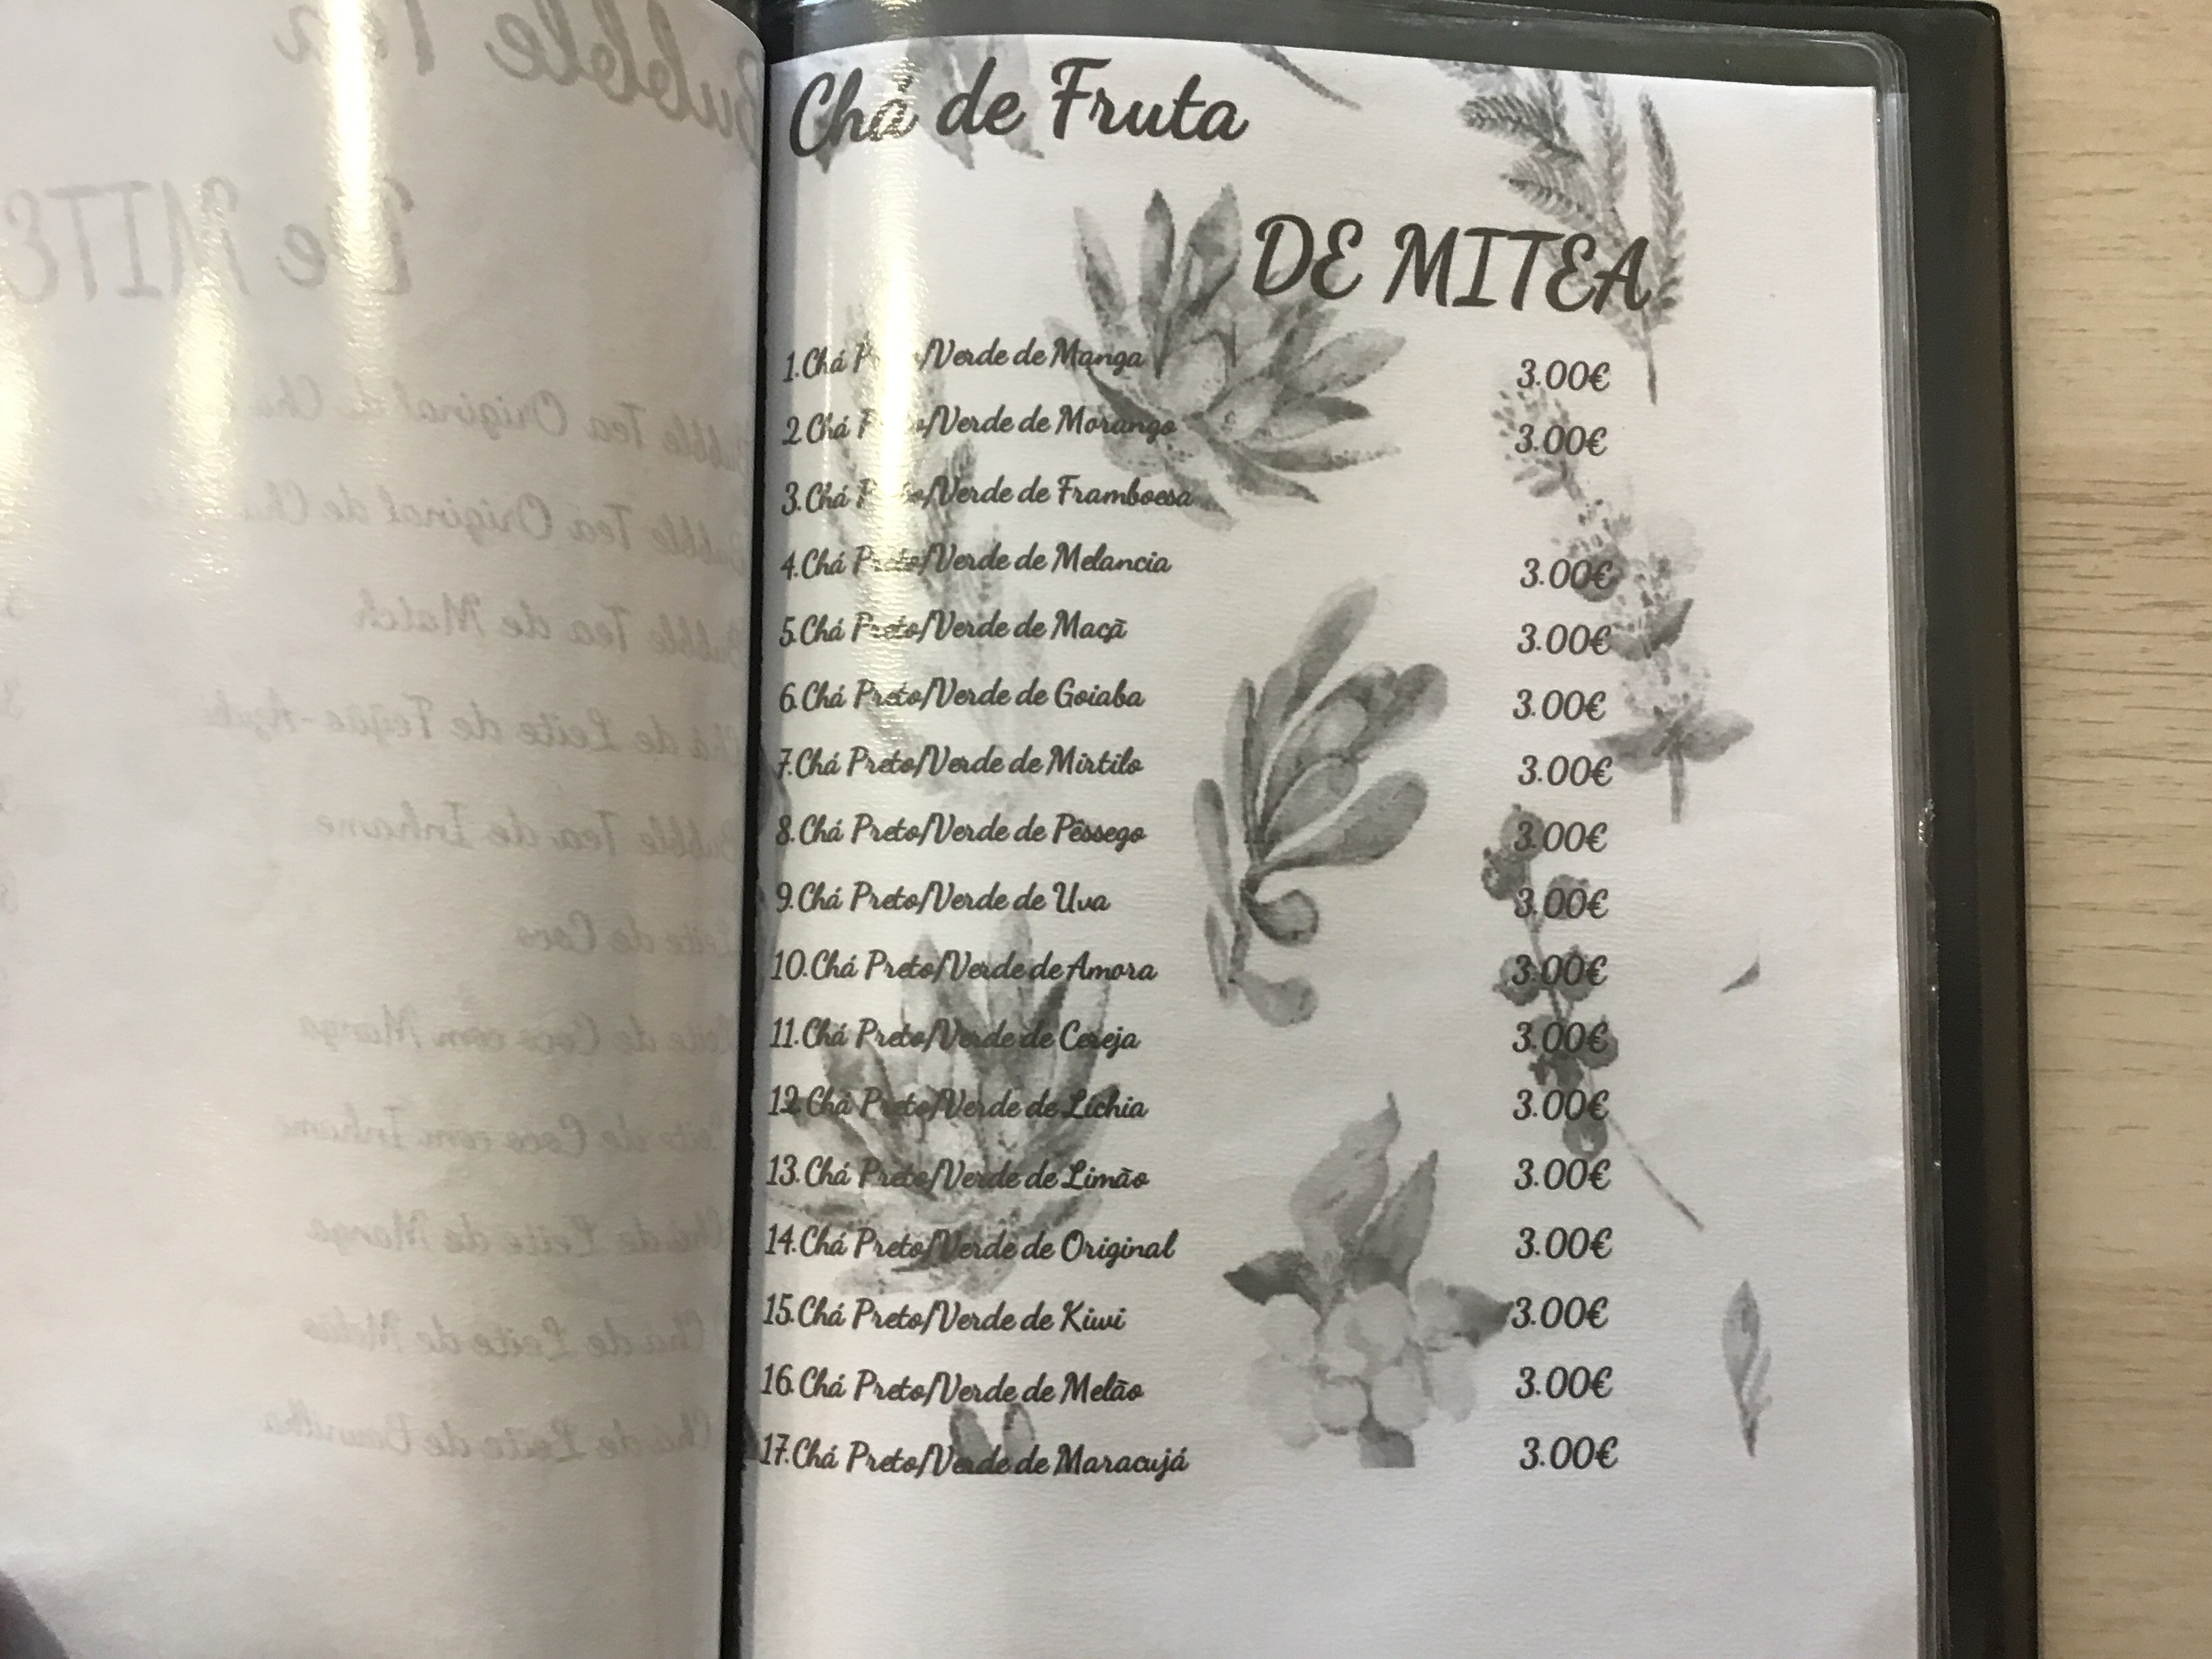 Chá de Fruta
DE MITEA
1.Chá Preto/Verde de Manga 3.00€
2.Chá Preto/Verde de Morango 3.00€
3.Chá Preto/Verde de Framboesa
4.Chá Preto/Verde de Melancia 3.00€
5.Chá Preto/Verde de Maçã 3.00€
6.Chá Preto/Verde de Goiaba 3.00€
7.Chá Preto/Verde de Mirtilo 3.00€
8.Chá Preto/Verde de Pêssego 3.00€
9.Chá Preto/Verde de Uva 3.00€
10.Chá Preto/Verde de Amora 3.00€
11.Chá Preto/Verde de Cereja 3.00€
12.Chá Preto/Verde de Lichia 3.00€
13.Chá Preto/Verde de Limão 3.00€
14.Chá Preto/Verde de Original 3.00€
15.Chá Preto/Verde de Kiwi 3.00€
16.Chá Preto/Verde de Melão 3.00€
17.Chá Preto/Verde de Maracujá 3.00€